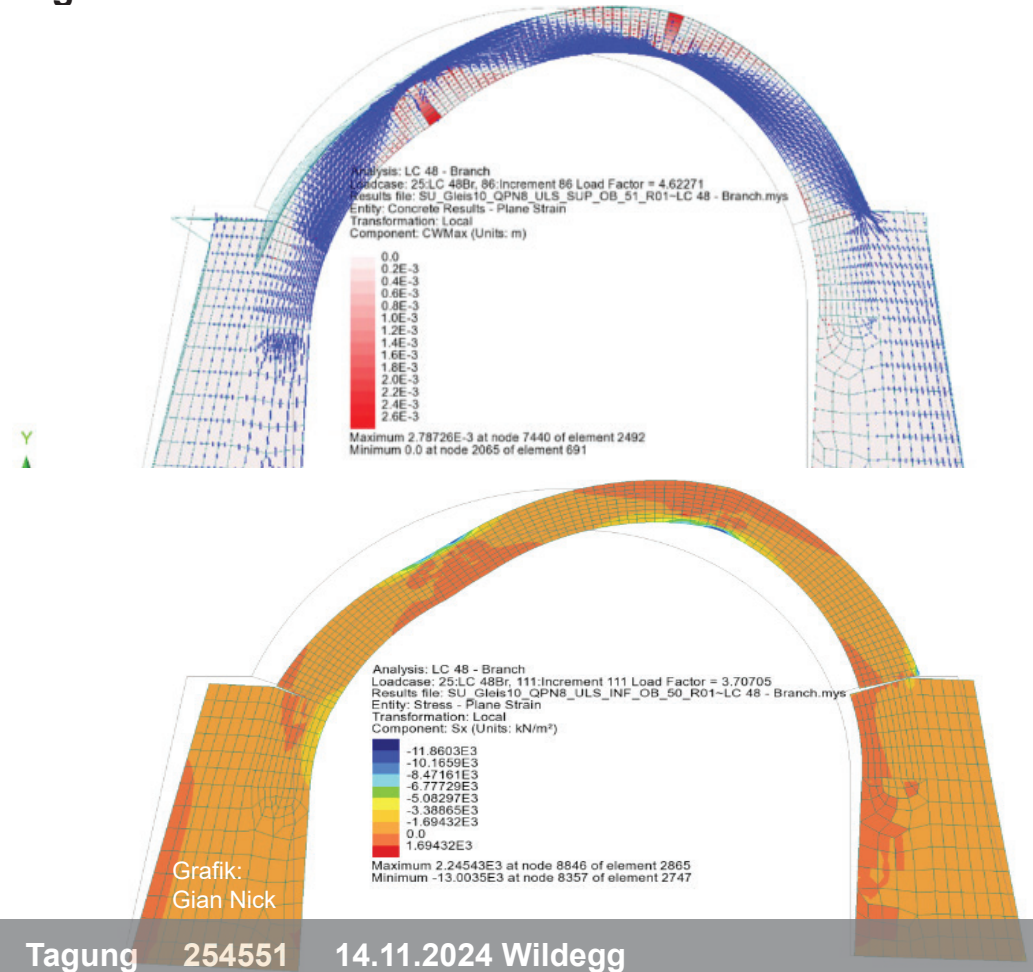 Analysis: LC 48 - Branch
Loadcase: 25:LC 48Br, 86:Increment 86 Load Factor = 4.62271
Results file: SU_Gleis10_QPN8_ULS_SUP_OB_51_R01~LC 48 - Branch.mys
Entity: Concrete Results - Plane Strain
Transformation: Local
Component: CWMax (Units: m)
0.0
0.2E-3
0.4E-3
0.6E-3
0.8E-3
1.0E-3
1.2E-3
1.4E-3
1.6E-3
1.8E-3
2.0E-3
2.2E-3
2.4E-3
2.6E-3
Maximum 2.78726E-3 at node 7440 of element 2492
Minimum 0.0 at node 2065 of element 691
Y
Analysis: LC 48 - Branch
Loadcase: 25:LC 48Br, 111:Increment 111 Load Factor = 3.70705
Results file: SU_Gleis10_QPN8_ULS_INF_OB_50_R01~LC 48 - Branch.mys
Entity: Stress - Plane Strain
Transformation: Local
Component: Sx (Units: kN/m²)
-11.8603E3
-10.1659E3
-8.47161E3
-6.77729E3
-5.08297E3
-3.38865E3
-1.69432E3
0.0
1.69432E3
Maximum 2.24543E3 at node 8846 of element 2865
Minimum -13.0035E3 at node 8357 of element 2747
Grafik:
Gian Nick
Tagung 254551 14.11.2024 Wildegg